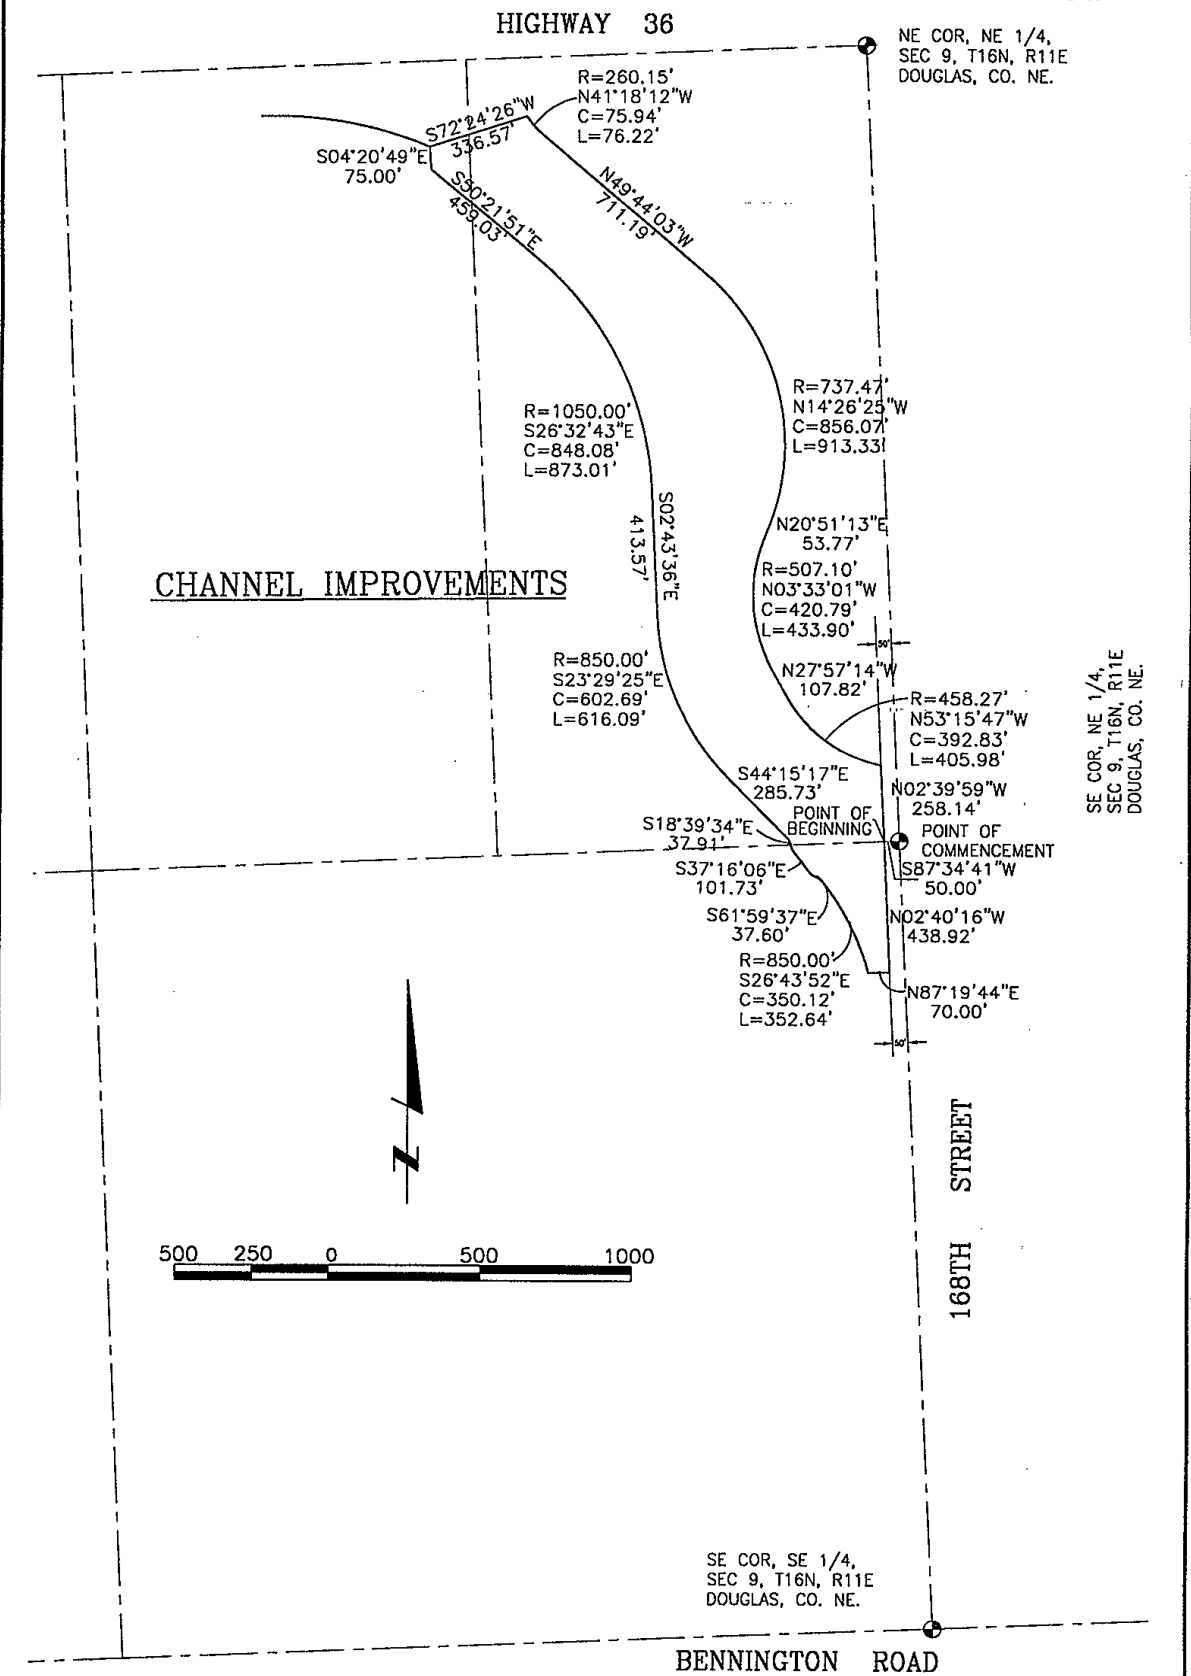 HIGHWAY 36
NE COR, NE 1/4,
SEC 9, T16N, R11E
DOUGLAS, CO. NE.
R=260.15'
N41°18'12"W
C=75.94'
L=76.22'
S72°24'26"W
336.57'
S04°20'49"E
75.00'
S50°21'51"E
459.03'
N49°44'03"W
711.19'
R=737.47'
N14°26'25"W
C=856.07'
L=913.33'
R=1050.00'
S26°32'43"E
C=848.08'
L=873.01'
S02°43'36"E
413.57'
N20°51'13"E
53.77'
CHANNEL IMPROVEMENTS
R=507.10'
N03°33'01"W
C=420.79'
L=433.90'
50'
R=850.00'
S23°29'25"E
C=602.69'
L=616.09'
N27°57'14"W
107.82'
R=458.27'
N53°15'47"W
C=392.83'
L=405.98'
SE COR, NE 1/4,
SEC 9, T16N, R11E
DOUGLAS, CO. NE.
S44°15'17"E
285.73'
N02°39'59"W
258.14'
POINT OF
BEGINNING
S18°39'34"E
37.91'
POINT OF
COMMENCEMENT
S37°16'06"E
101.73'
S87°34'41"W
50.00'
S61°59'37"E
37.60'
N02°40'16"W
438.92'
R=850.00'
S26°43'52"E
C=350.12'
L=352.64'
N87°19'44"E
70.00'
50'
N
168TH STREET
500 250 0 500 1000
SE COR, SE 1/4,
SEC 9, T16N, R11E
DOUGLAS, CO. NE.
BENNINGTON ROAD